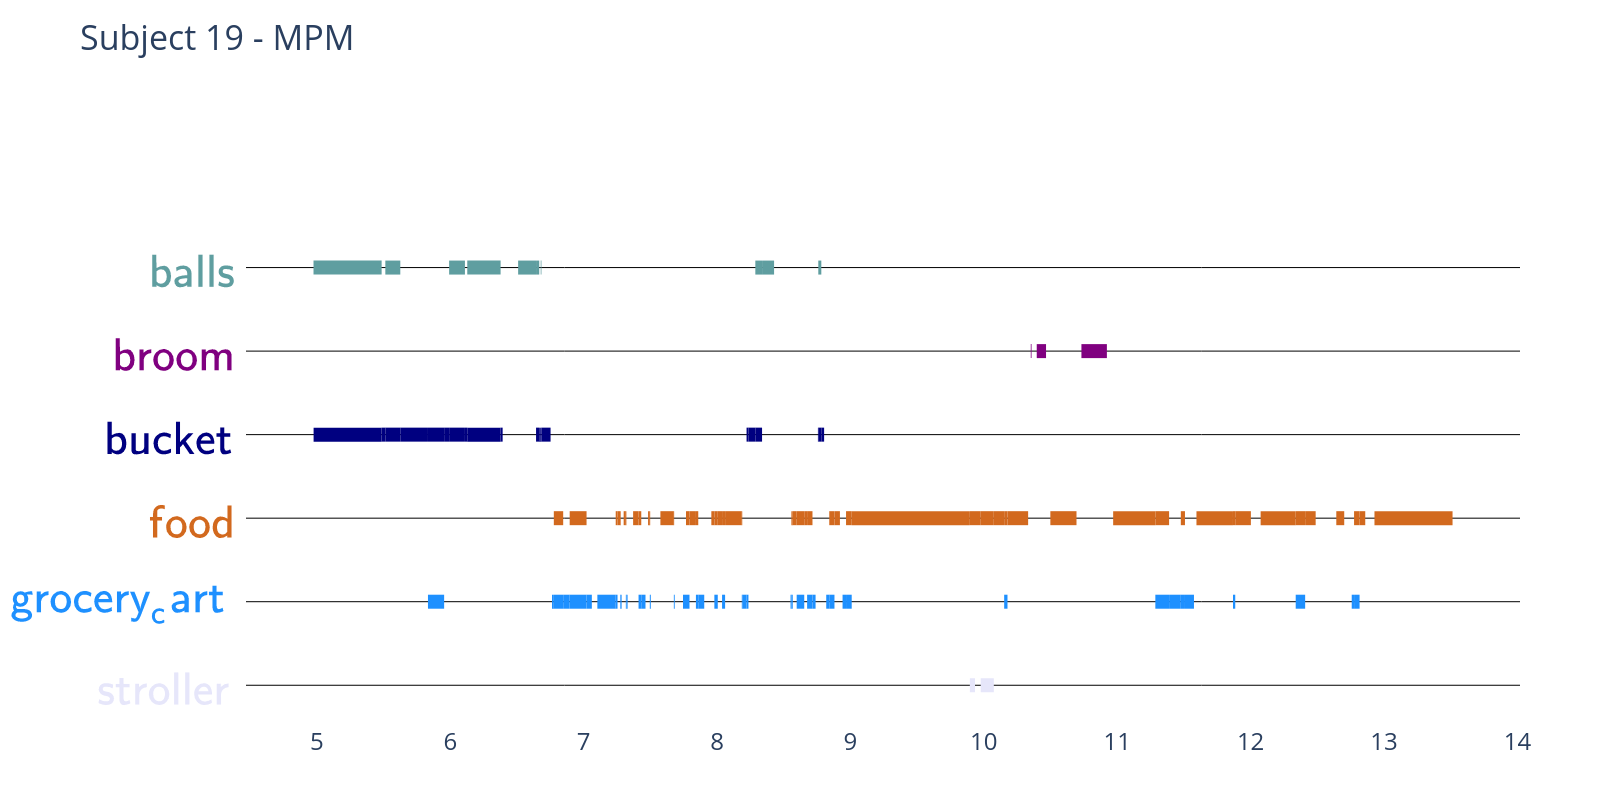 Subject 19 - MPM
balls
broom
bucket
food
grocery_cart
stroller
5 6 7 8 9 10 11 12 13 14